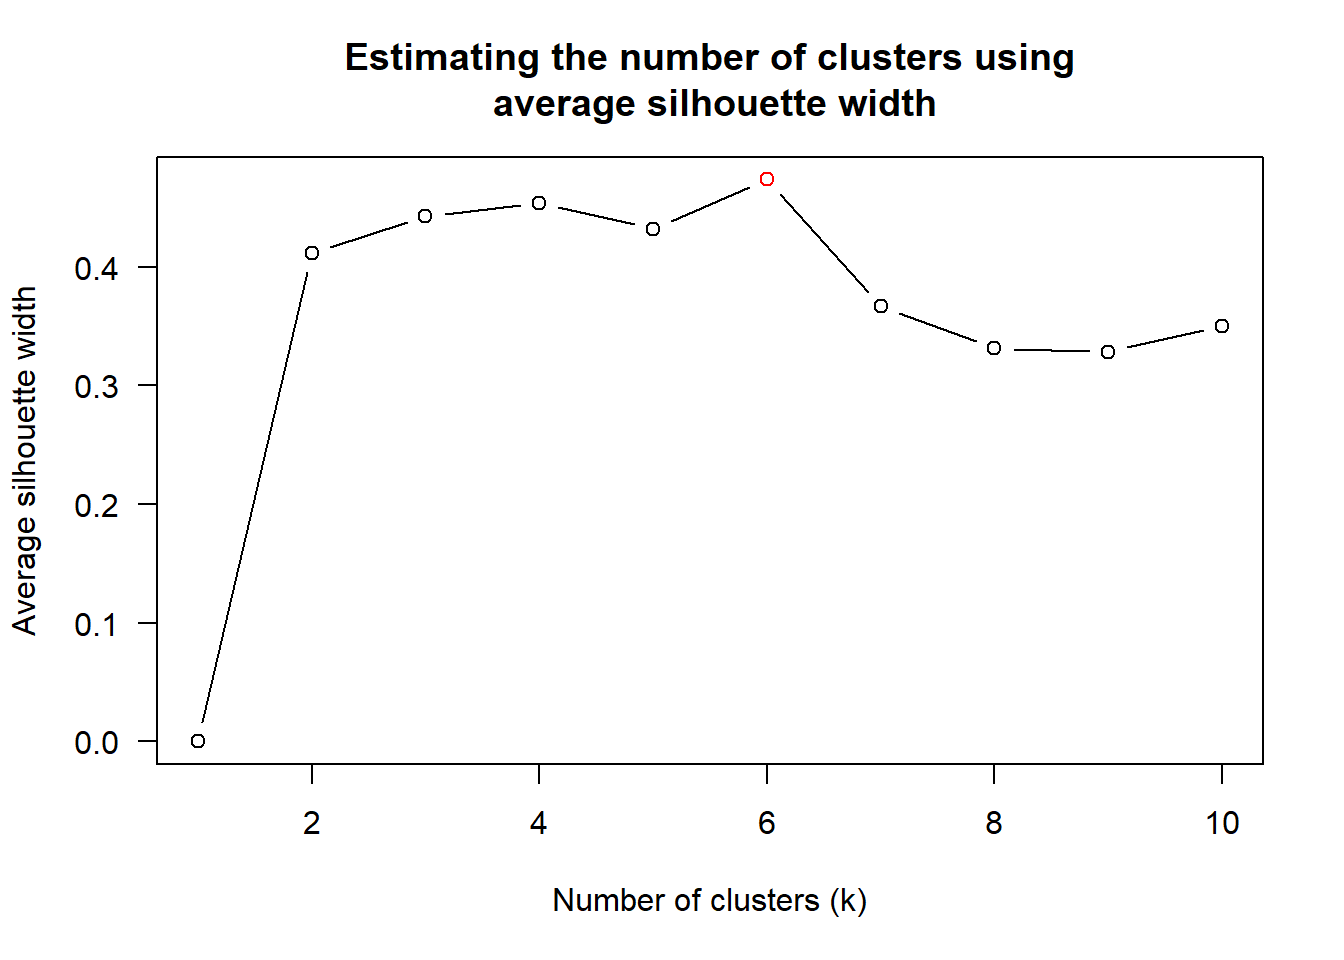 Estimating the number of clusters using
average silhouette width
Average silhouette width
0.4
0.3
0.2
0.1
0.0
2 4 6 8 10
Number of clusters (k)